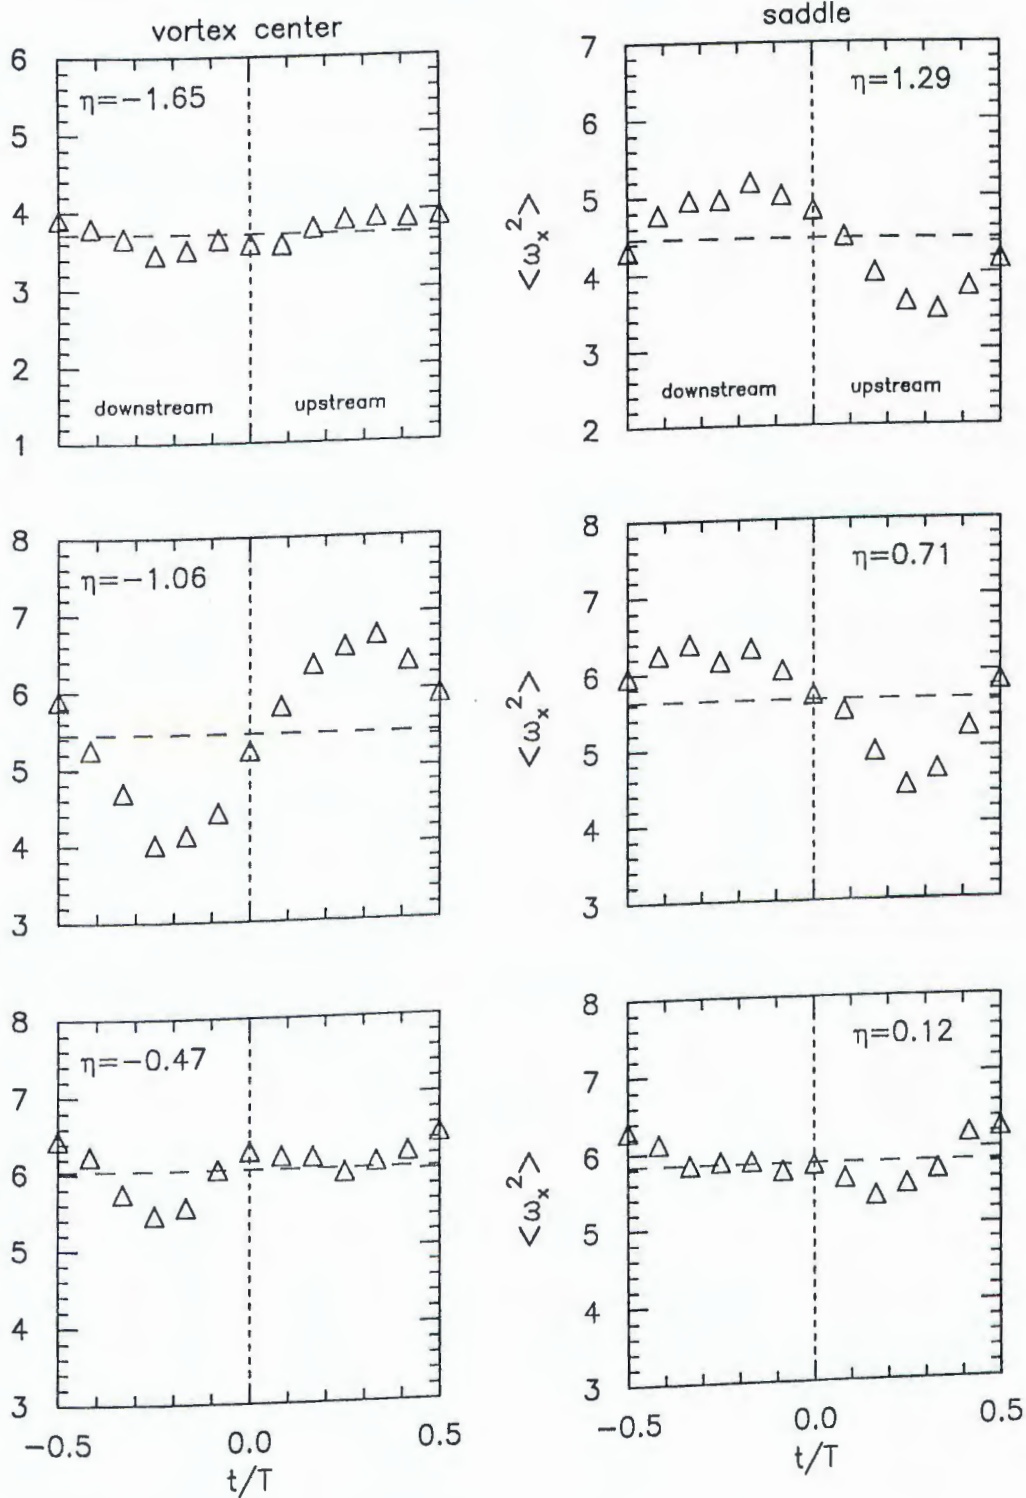 vortex center
saddle
6
5
4
3
2
1
η=−1.65
downstream
upstream
<ω_x^2>
7
6
5
4
3
2
η=1.29
downstream
upstream
8
7
6
5
4
3
η=−1.06
<ω_x^2>
8
7
6
5
4
3
η=0.71
8
7
6
5
4
3
η=−0.47
−0.5
0.0
0.5
t/T
<ω_x^2>
8
7
6
5
4
3
η=0.12
−0.5
0.0
0.5
t/T